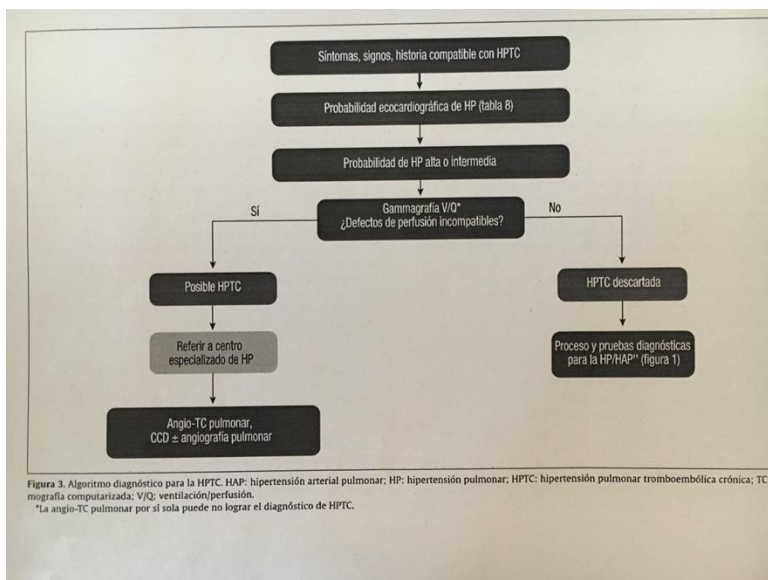 Síntomas, signos, historia compatible con HPTC
Probabilidad ecocardiográfica de HP (tabla 8)
Probabilidad de HP alta o intermedia
Gammagrafía V/Q*
¿Defectos de perfusión incompatibles?
Sí
No
Posible HPTC
HPTC descartada
Referir a centro
especializado de HP
Proceso y pruebas diagnósticas
para la HP/HAP" (figura 1)
Angio-TC pulmonar,
CCD ± angiografía pulmonar
Figura 3. Algoritmo diagnóstico para la HPTC. HAP: hipertensión arterial pulmonar; HP: hipertensión pulmonar; HPTC: hipertensión pulmonar tromboembólica crónica; TC
mografía computarizada; V/Q: ventilación/perfusión.
*La angio-TC pulmonar por sí sola puede no lograr el diagnóstico de HPTC.